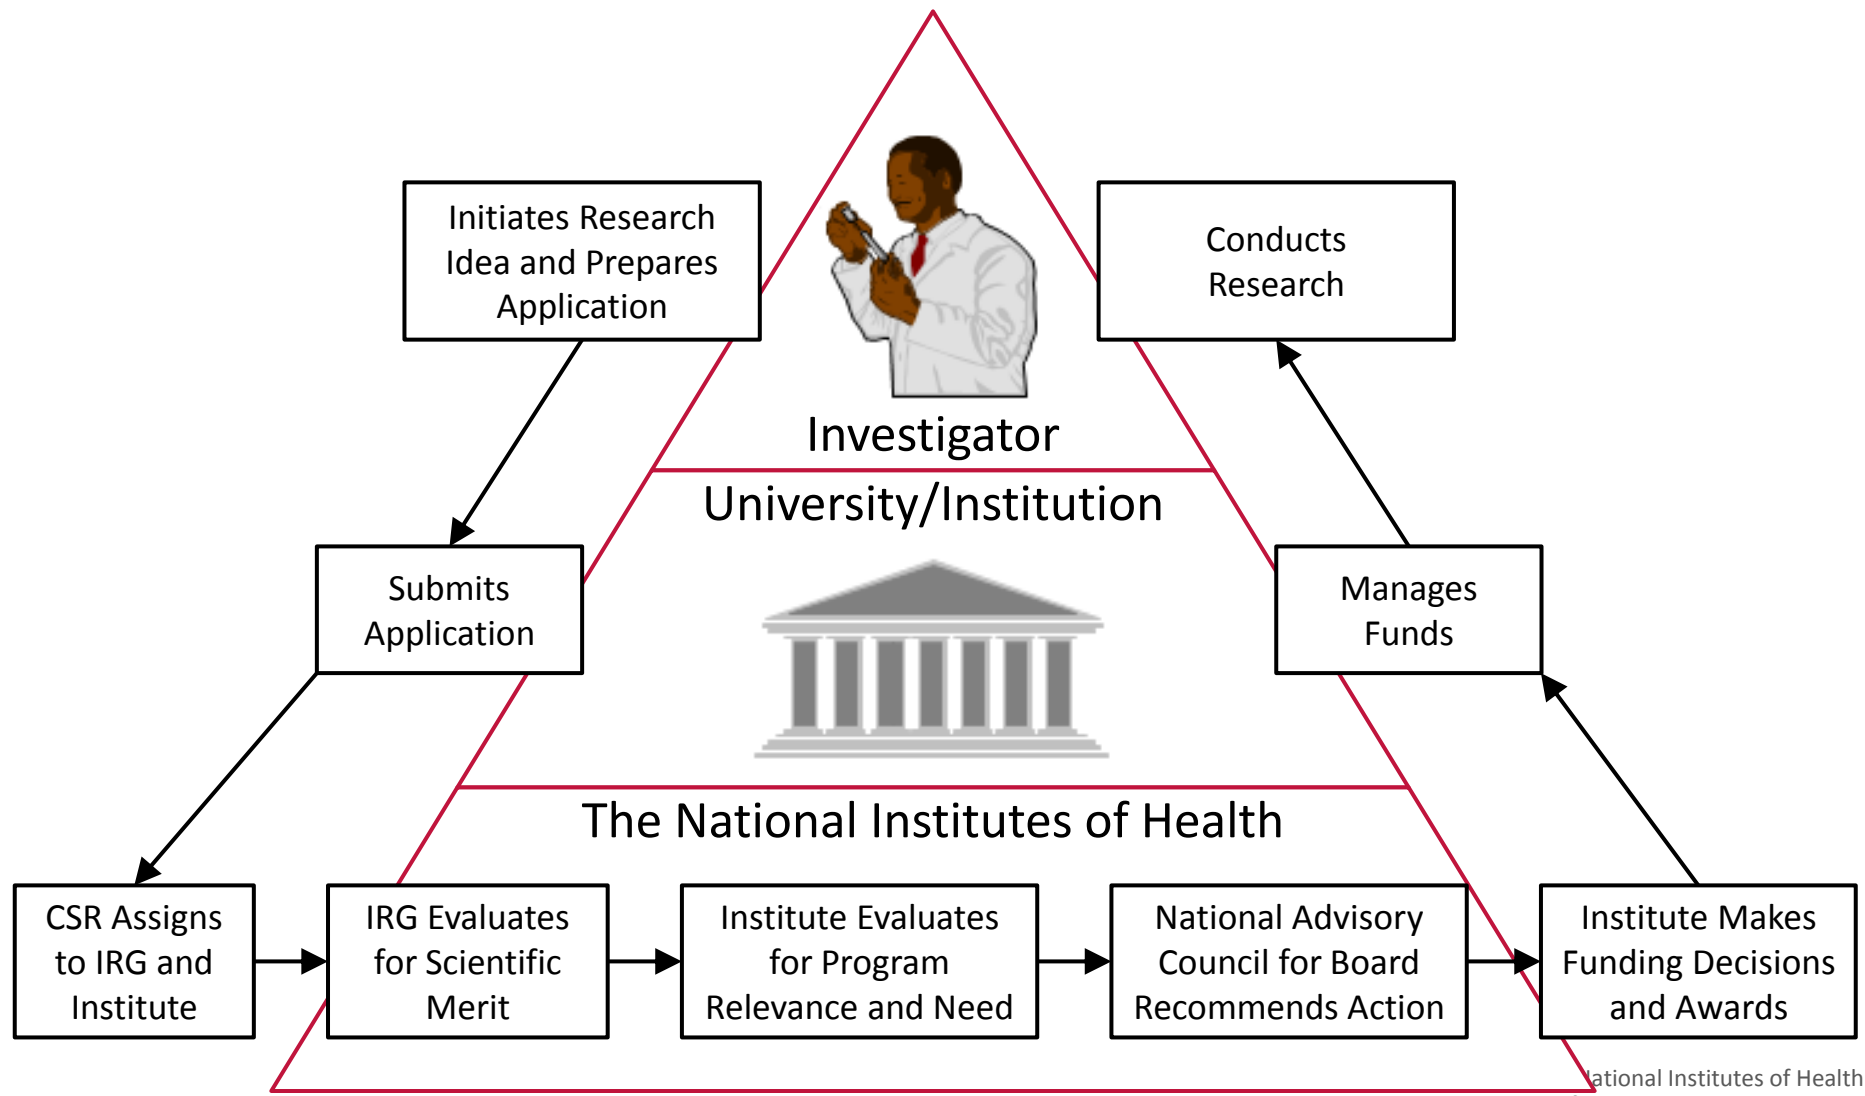 Initiates Research
Idea and Prepares
Application
Conducts
Research
Investigator
University/Institution
Submits
Application
Manages
Funds
The National Institutes of Health
CSR Assigns
to IRG and
Institute
IRG Evaluates
for Scientific
Merit
Institute Evaluates
for Program
Relevance and Need
National Advisory
Council for Board
Recommends Action
Institute Makes
Funding Decisions
and Awards
National Institutes of Health